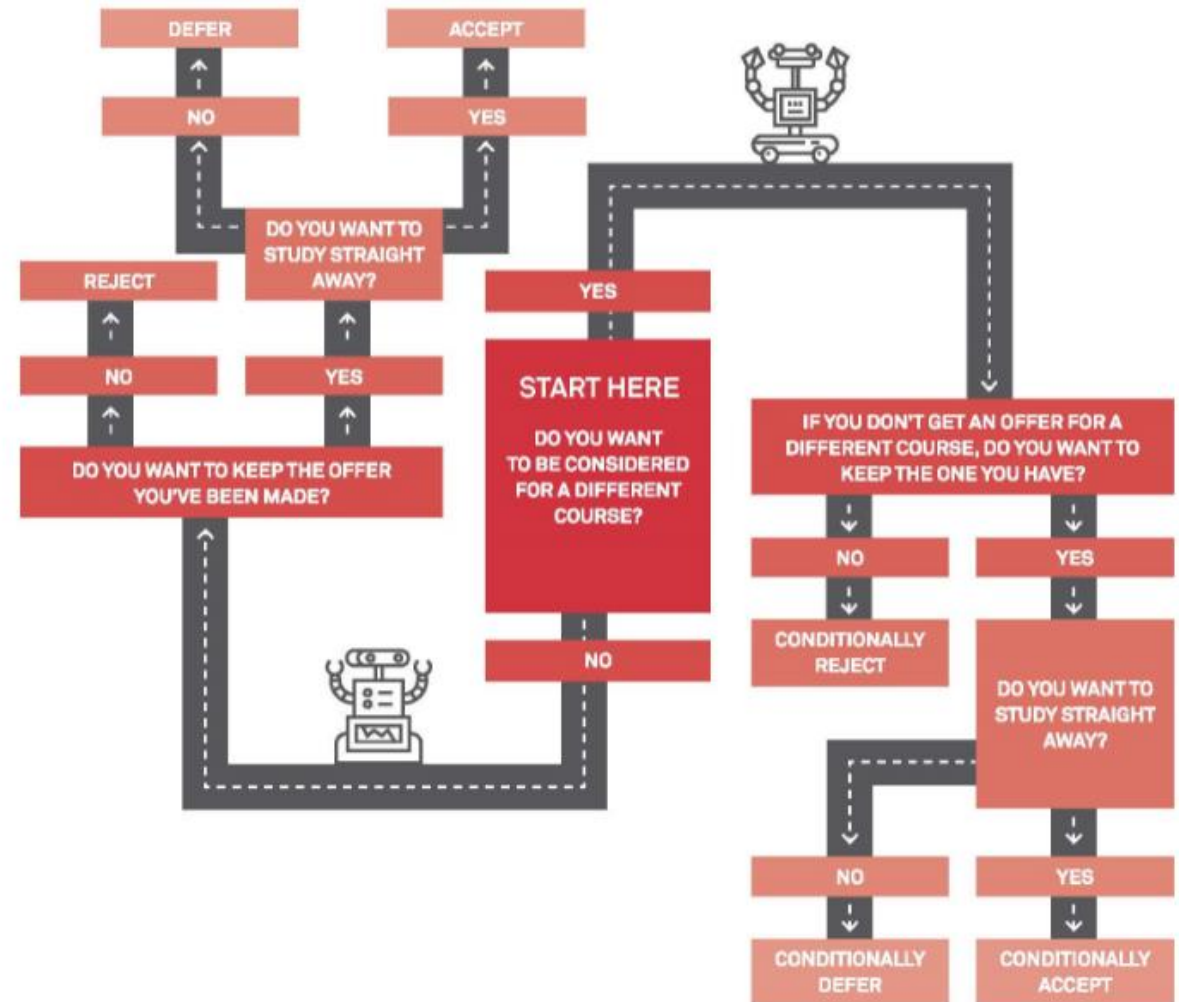 DEFER
ACCEPT
NO
YES
DO YOU WANT TO
STUDY STRAIGHT
AWAY?
REJECT
NO
YES
DO YOU WANT TO KEEP THE OFFER
YOU'VE BEEN MADE?
YES
START HERE
DO YOU WANT
TO BE CONSIDERED
FOR A DIFFERENT
COURSE?
NO
IF YOU DON'T GET AN OFFER FOR A
DIFFERENT COURSE, DO YOU WANT TO
KEEP THE ONE YOU HAVE?
NO
YES
CONDITIONALLY
REJECT
DO YOU WANT TO
STUDY STRAIGHT
AWAY?
NO
YES
CONDITIONALLY
DEFER
CONDITIONALLY
ACCEPT